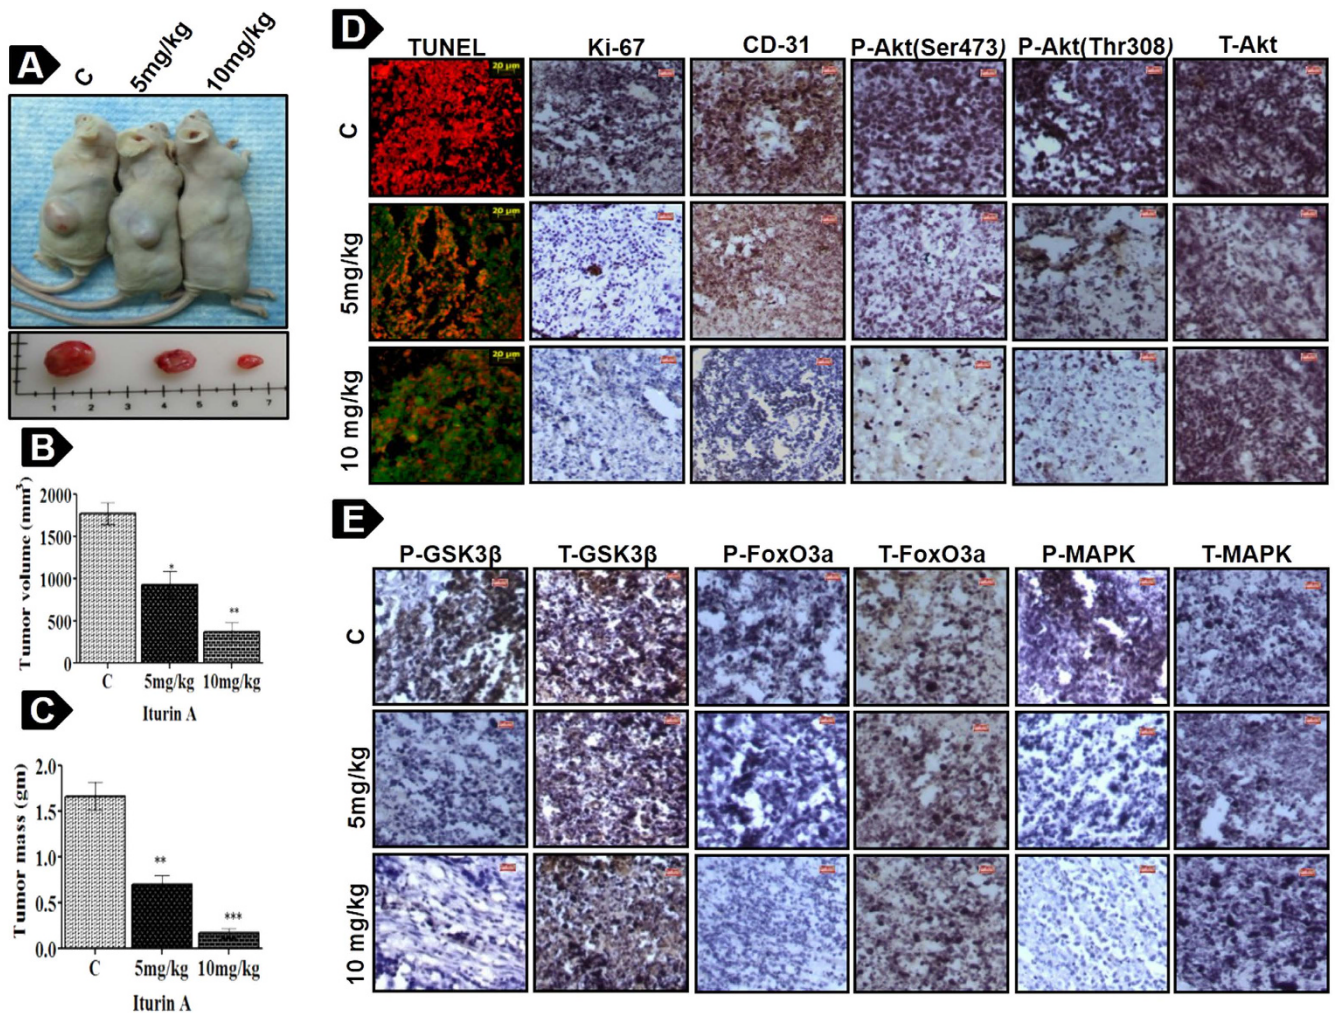 A
C
5mg/kg
10mg/kg
1 2 3 4 5 6 7
B
Tumor volume (mm³)
2000
1500
1000
500
0
*
**
C 5mg/kg 10mg/kg
Iturin A
C
Tumor mass (gm)
2.0
1.5
1.0
0.5
0.0
**
***
C 5mg/kg 10mg/kg
Iturin A
D
TUNEL Ki-67 CD-31 P-Akt(Ser473) P-Akt(Thr308) T-Akt
C
20 µm
5mg/kg
20 µm
10 mg/kg
20 µm
E
P-GSK3β T-GSK3β P-FoxO3a T-FoxO3a P-MAPK T-MAPK
C
5mg/kg
10 mg/kg